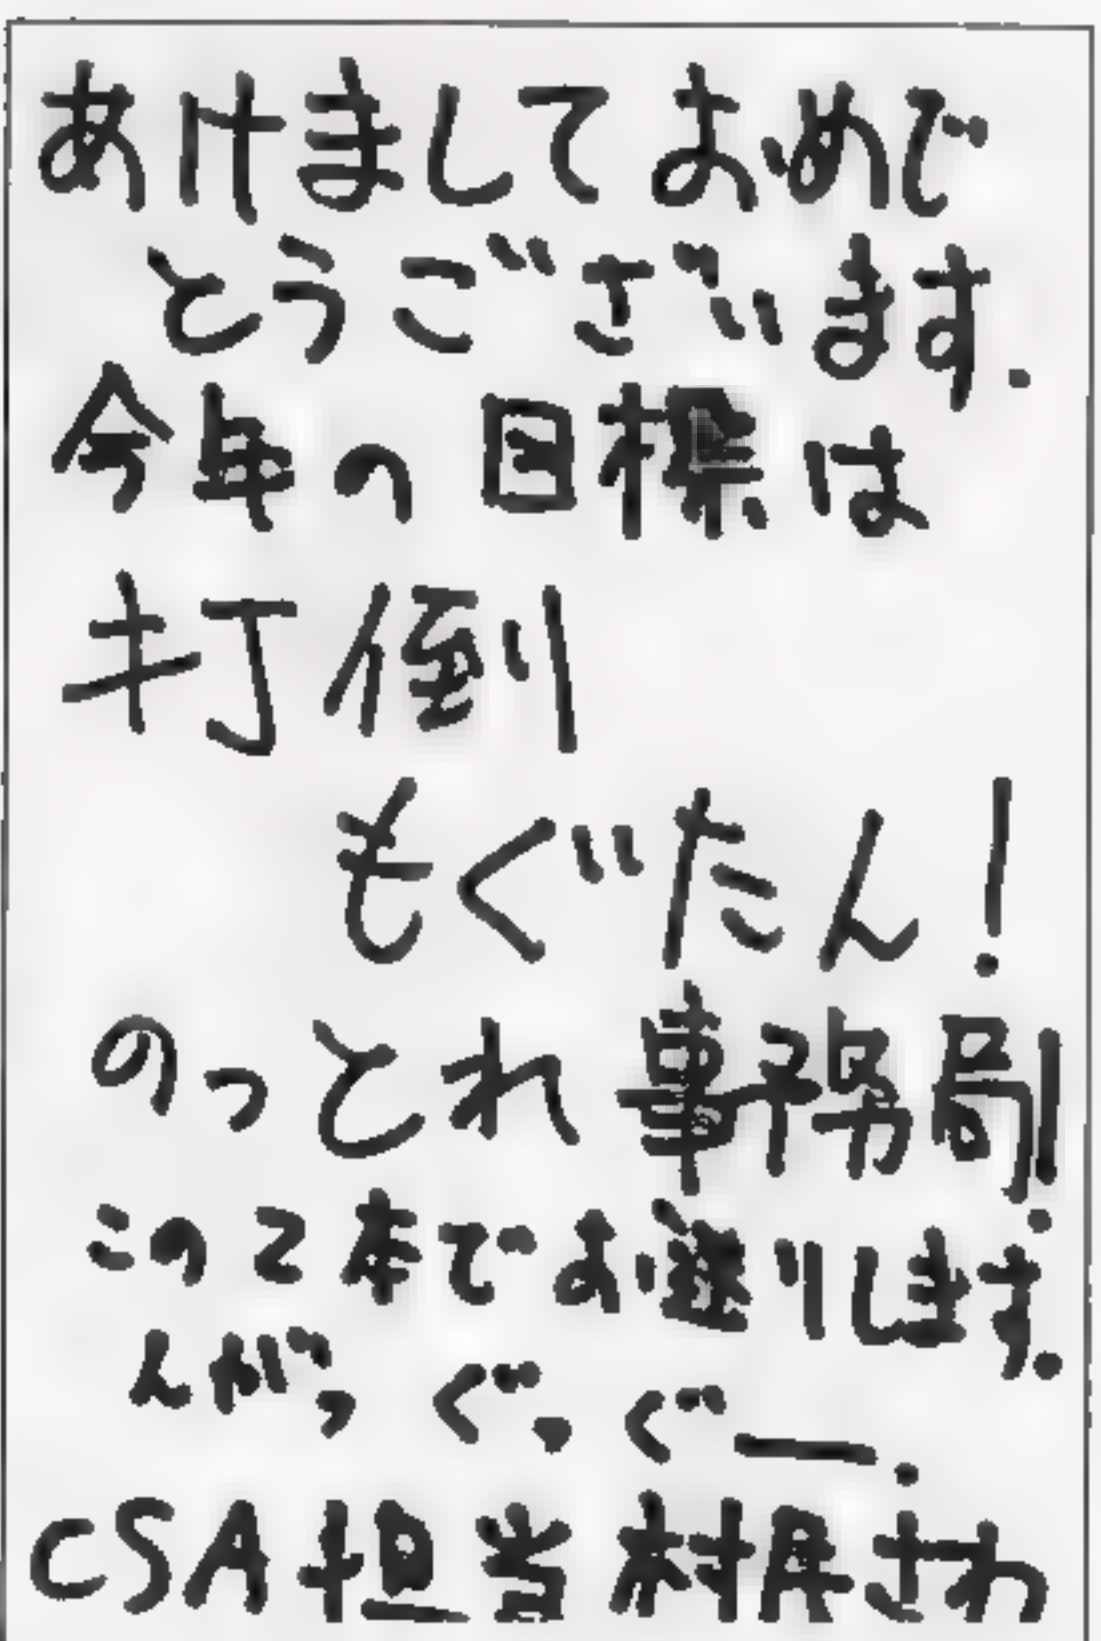 あけましておめで
とうございます.
今年の目標は
打倒
もぐたん!
のっとれ事務局!
この2本でお送りします.
んがっぐっぐー.
CSA担当村長さわ